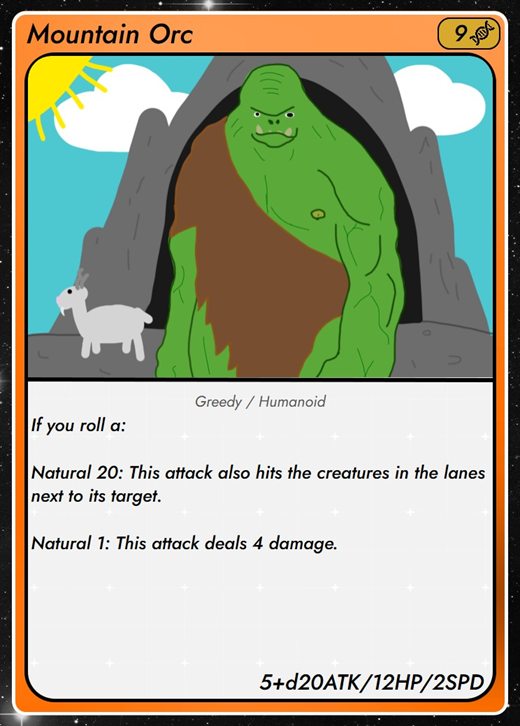 Mountain Orc
9
Greedy / Humanoid
If you roll a:
Natural 20: This attack also hits the creatures in the lanes
next to its target.
Natural 1: This attack deals 4 damage.
5+d20ATK/12HP/2SPD